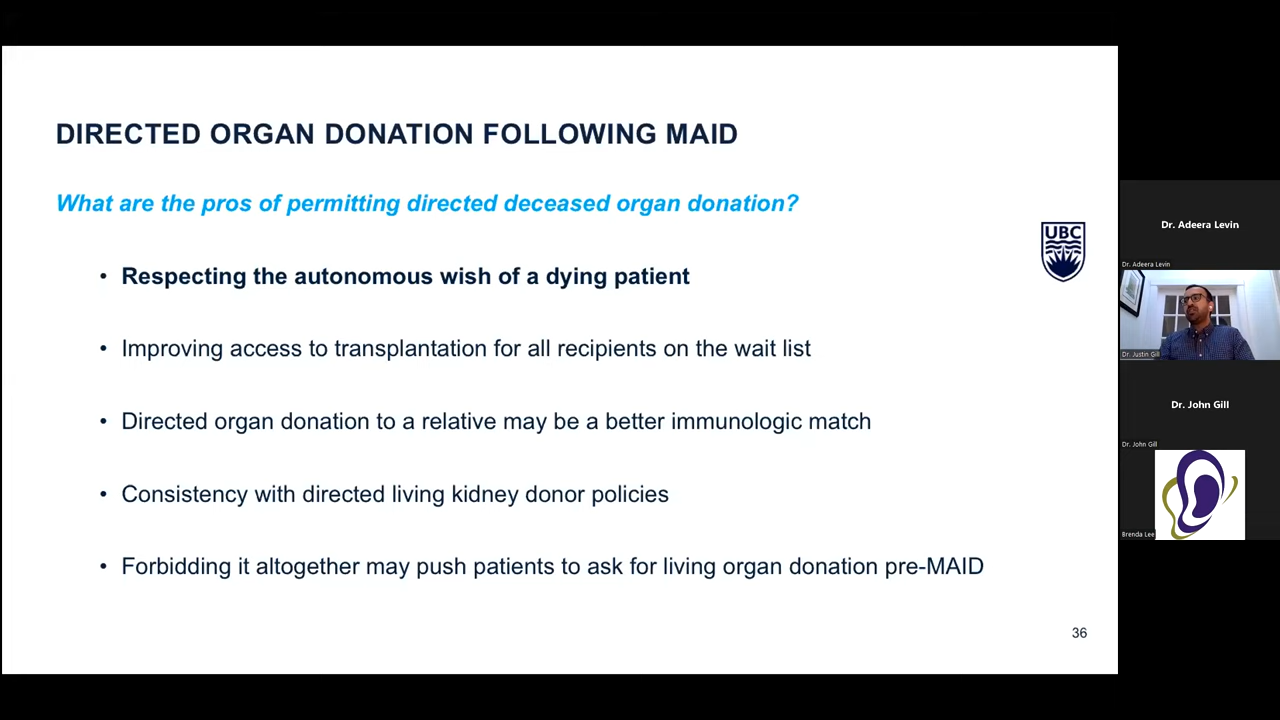 DIRECTED ORGAN DONATION FOLLOWING MAID
What are the pros of permitting directed deceased organ donation?
• Respecting the autonomous wish of a dying patient
• Improving access to transplantation for all recipients on the wait list
• Directed organ donation to a relative may be a better immunologic match
• Consistency with directed living kidney donor policies
• Forbidding it altogether may push patients to ask for living organ donation pre-MAID
UBC
36
Dr. Adeera Levin
Dr. Adeera Levin
Dr. Justin Gill
Dr. John Gill
Dr. John Gill
Brenda Lee